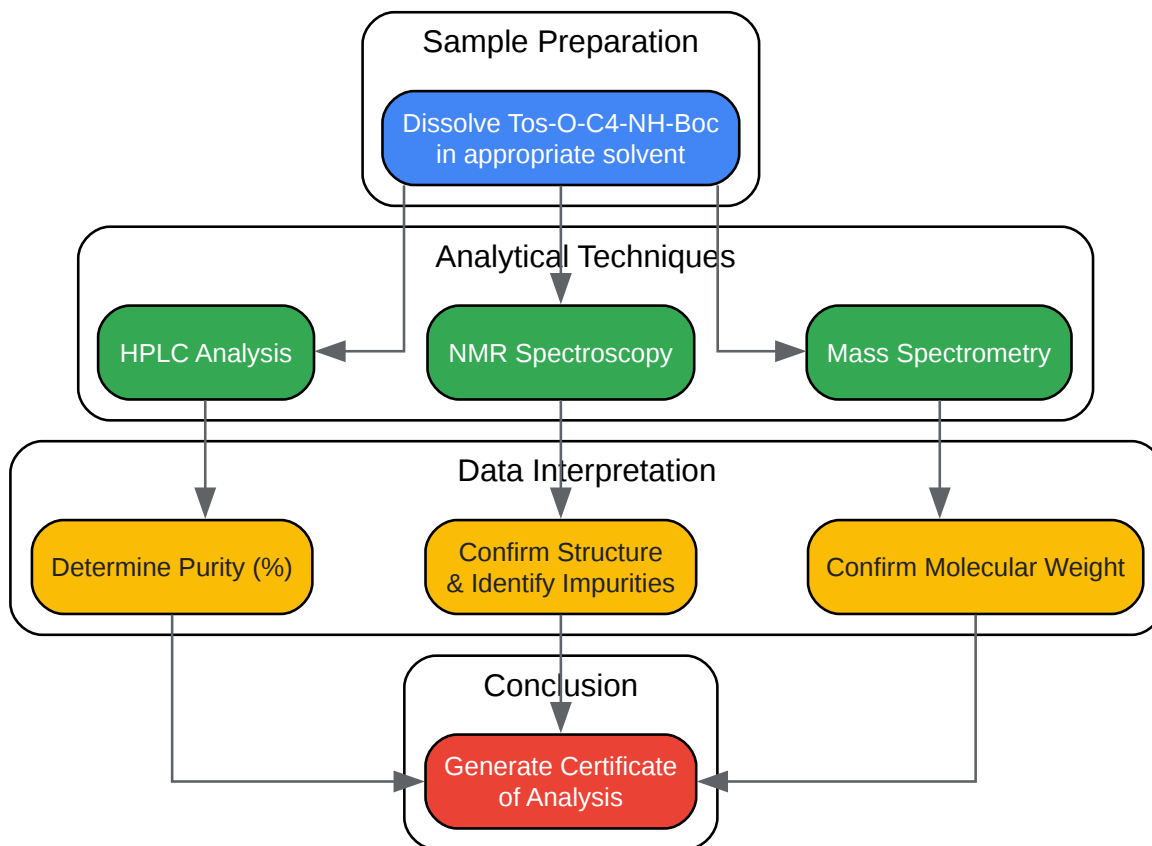 Sample Preparation
Dissolve Tos-O-C4-NH-Boc
in appropriate solvent
Analytical Techniques
HPLC Analysis
NMR Spectroscopy
Mass Spectrometry
Data Interpretation
Determine Purity (%)
Confirm Structure
& Identify Impurities
Confirm Molecular Weight
Conclusion
Generate Certificate
of Analysis